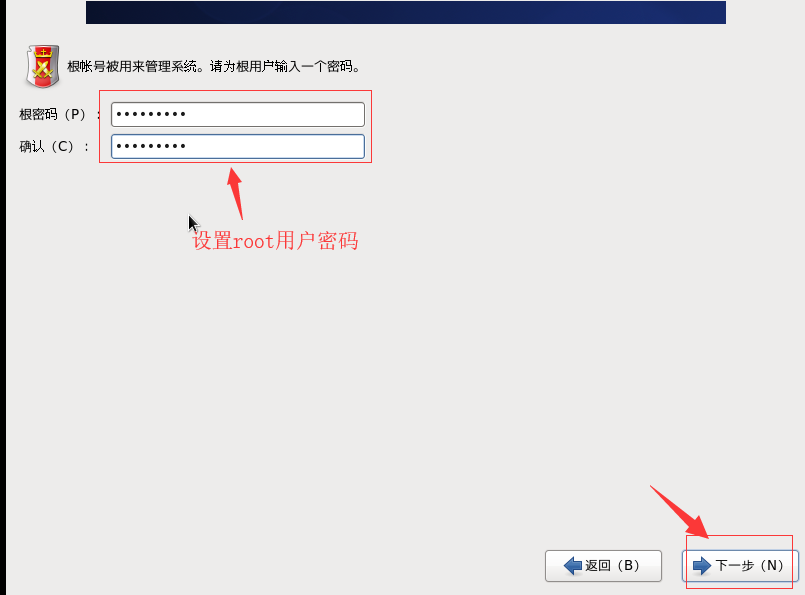 根帐号被用来管理系统。请为根用户输入一个密码。
根密码（P）： •••••••••
确认（C）： •••••••••
设置root用户密码
返回（B） 下一步（N）